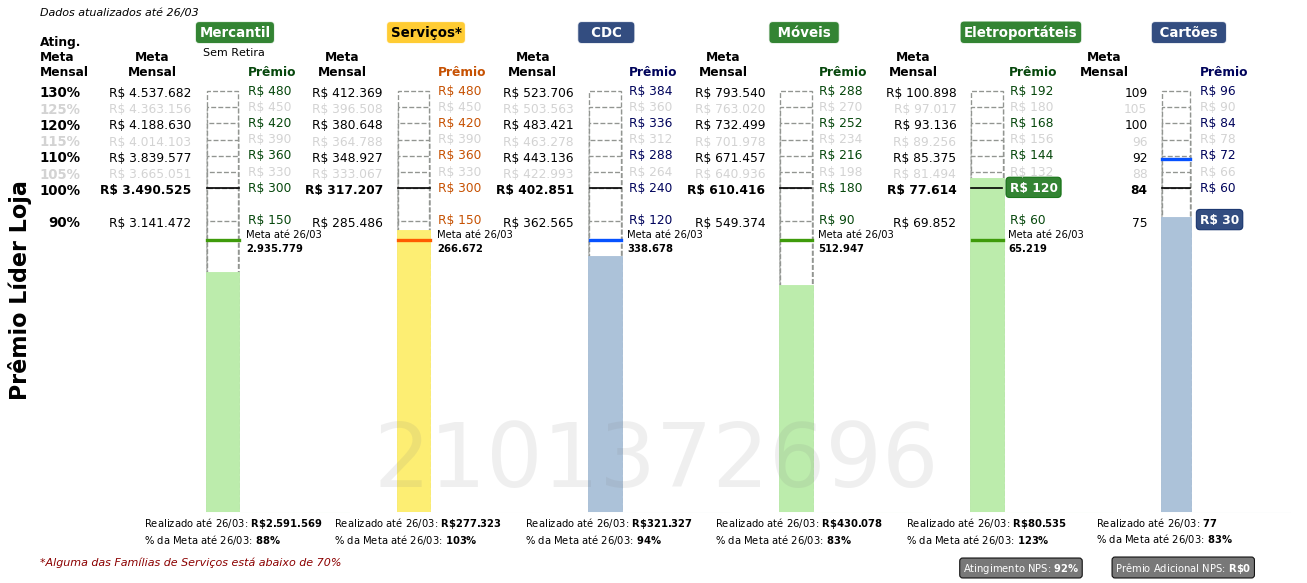 Dados atualizados até 26/03
Mercantil Serviços* CDC Móveis Eletroportáteis Cartões
Sem Retira
Ating. Meta Mensal
Meta Mensal Prêmio Meta Mensal Prêmio Meta Mensal Prêmio Meta Mensal Prêmio Meta Mensal Prêmio Meta Mensal Prêmio
130% R$ 4.537.682 R$ 480 R$ 412.369 R$ 480 R$ 523.706 R$ 384 R$ 793.540 R$ 288 R$ 100.898 R$ 192 109 R$ 96
125% R$ 4.363.156 R$ 450 R$ 396.508 R$ 450 R$ 503.563 R$ 360 R$ 763.020 R$ 270 R$ 97.017 R$ 180 105 R$ 90
120% R$ 4.188.630 R$ 420 R$ 380.648 R$ 420 R$ 483.421 R$ 336 R$ 732.499 R$ 252 R$ 93.136 R$ 168 100 R$ 84
115% R$ 4.014.103 R$ 390 R$ 364.788 R$ 390 R$ 463.278 R$ 312 R$ 701.978 R$ 234 R$ 89.256 R$ 156 96 R$ 78
110% R$ 3.839.577 R$ 360 R$ 348.927 R$ 360 R$ 443.136 R$ 288 R$ 671.457 R$ 216 R$ 85.375 R$ 144 92 R$ 72
105% R$ 3.665.051 R$ 330 R$ 333.067 R$ 330 R$ 422.993 R$ 264 R$ 640.936 R$ 198 R$ 81.494 R$ 132 88 R$ 66
100% R$ 3.490.525 R$ 300 R$ 317.207 R$ 300 R$ 402.851 R$ 240 R$ 610.416 R$ 180 R$ 77.614 R$ 120 84 R$ 60
90% R$ 3.141.472 R$ 150 R$ 285.486 R$ 150 R$ 362.565 R$ 120 R$ 549.374 R$ 90 R$ 69.852 R$ 60 75 R$ 30
Meta até 26/03 Meta até 26/03 Meta até 26/03 Meta até 26/03 Meta até 26/03
2.935.779 266.672 338.678 512.947 65.219
Prêmio Líder Loja
2101372696
Realizado até 26/03: R$2.591.569 Realizado até 26/03: R$277.323 Realizado até 26/03: R$321.327 Realizado até 26/03: R$430.078 Realizado até 26/03: R$80.535 Realizado até 26/03: 77
% da Meta até 26/03: 88% % da Meta até 26/03: 103% % da Meta até 26/03: 94% % da Meta até 26/03: 83% % da Meta até 26/03: 123% % da Meta até 26/03: 83%
*Alguma das Famílias de Serviços está abaixo de 70%
Atingimento NPS: 92% Prêmio Adicional NPS: R$0